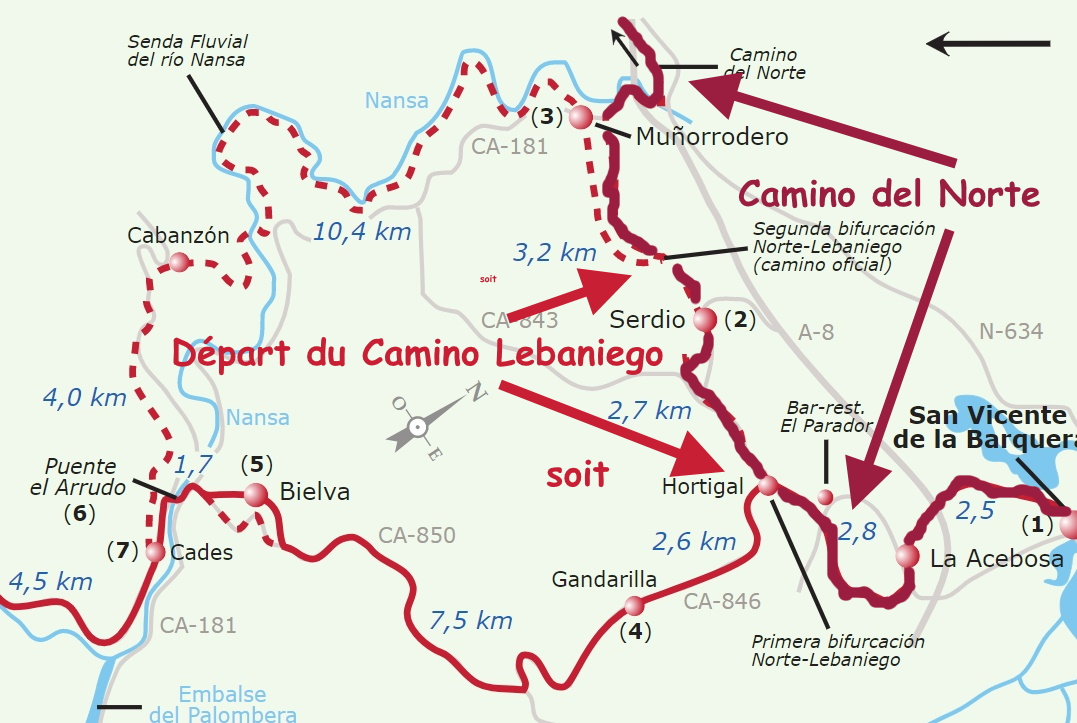 Senda Fluvial
del río Nansa
Camino
del Norte
Nansa
(3)
Muñorrodero
CA-181
Camino del Norte
Segunda bifurcación
Norte-Lebaniego
(camino oficial)
Cabanzón
10,4 km
3,2 km
soit
CA-843
Serdio
(2)
A-8
N-634
Départ du Camino Lebaniego
4,0 km
Nansa
N
O
E
2,7 km
Bar-rest.
El Parador
San Vicente
de la Barquera
Puente
el Arrudo
(6)
1,7
(5)
Bielva
soit
Hortigal
2,5
(1)
2,8
(7)
Cades
CA-850
2,6 km
La Acebosa
4,5 km
Gandarilla
CA-846
(4)
CA-181
7,5 km
Primera bifurcación
Norte-Lebaniego
Embalse
del Palombera